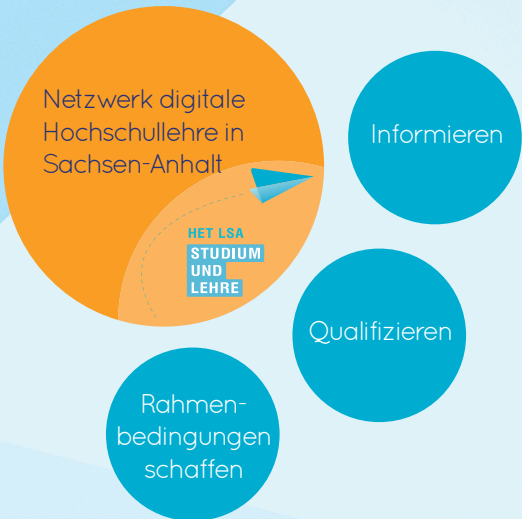 Netzwerk digitale
Hochschullehre in
Sachsen-Anhalt
HET LSA
STUDIUM
UND
LEHRE
Informieren
Qualifizieren
Rahmen-
bedingungen
schaffen